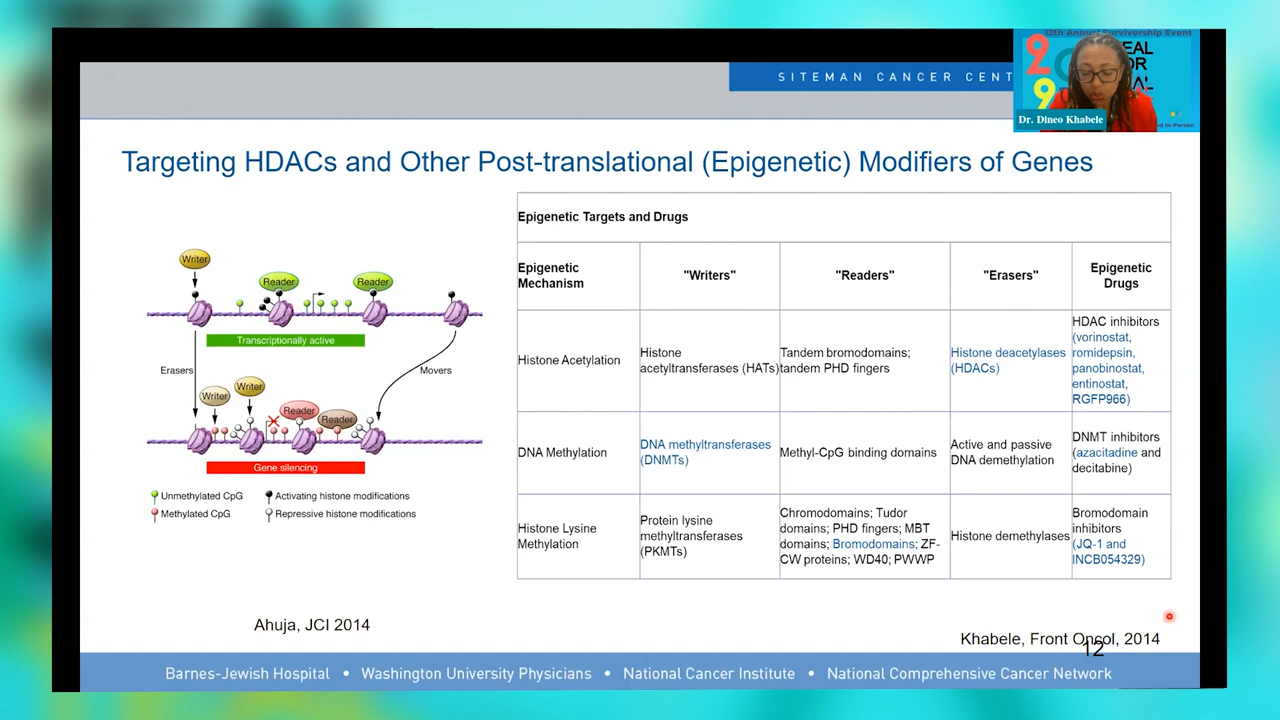 12th Annual Survivorship Event
SITEMAN CANCER CENT
Dr. Dineo Khabele
Targeting HDACs and Other Post-translational (Epigenetic) Modifiers of Genes
Writer
Reader
Reader
Transcriptionally active
Erasers
Movers
Writer
Writer
Reader
Reader
Gene silencing
Unmethylated CpG
Activating histone modifications
Methylated CpG
Repressive histone modifications
Ahuja, JCI 2014
Epigenetic Targets and Drugs
Epigenetic
Mechanism
"Writers"
"Readers"
"Erasers"
Epigenetic
Drugs
Histone Acetylation
Histone
acetyltransferases (HATs)
Tandem bromodomains;
tandem PHD fingers
Histone deacetylases
(HDACs)
HDAC inhibitors
(vorinostat,
romidepsin,
panobinostat,
entinostat,
RGFP966)
DNA Methylation
DNA methyltransferases
(DNMTs)
Methyl-CpG binding domains
Active and passive
DNA demethylation
DNMT inhibitors
(azacitadine and
decitabine)
Histone Lysine
Methylation
Protein lysine
methyltransferases
(PKMTs)
Chromodomains; Tudor
domains; PHD fingers; MBT
domains; Bromodomains; ZF-
CW proteins; WD40; PWWP
Histone demethylases
Bromodomain
inhibitors
(JQ-1 and
INCB054329)
Khabele, Front Oncol, 2014
12
Barnes-Jewish Hospital • Washington University Physicians • National Cancer Institute • National Comprehensive Cancer Network